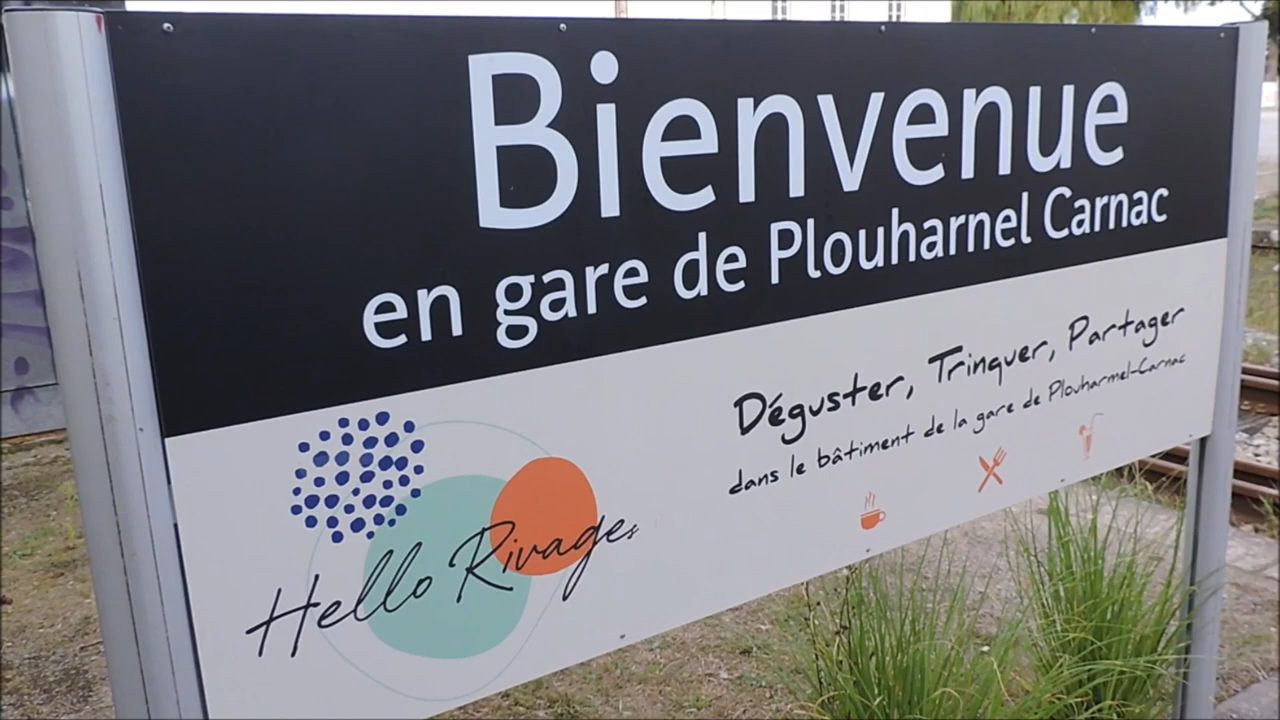 Bienvenue
en gare de Plouharnel Carnac
Déguster, Trinquer, Partager
dans le bâtiment de la gare de Plouharmel-Carnac
Hello Rivages